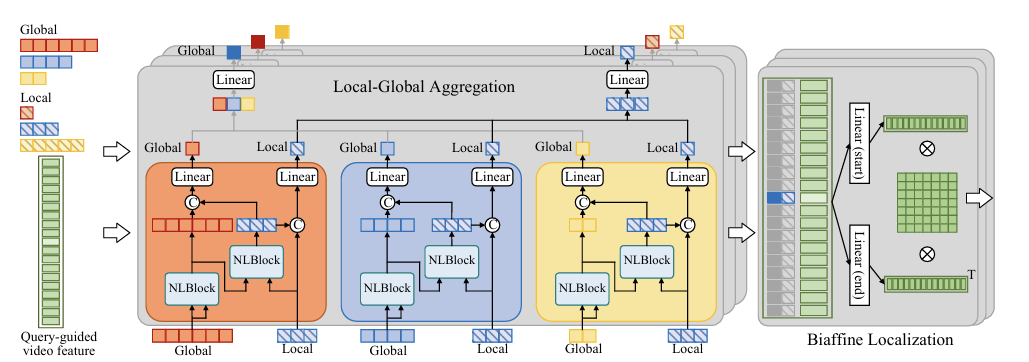 Global
Local
Query-guided
video feature
Global
Local
Linear
Local-Global Aggregation
Linear
Global
Local
Global
Local
Global
Local
Linear
Linear
Linear
Linear
Linear
Linear
C
C
C
C
C
C
NLBlock
NLBlock
NLBlock
NLBlock
NLBlock
NLBlock
Global
Local
Global
Local
Global
Local
Linear (start)
Linear (end)
T
Biaffine Localization